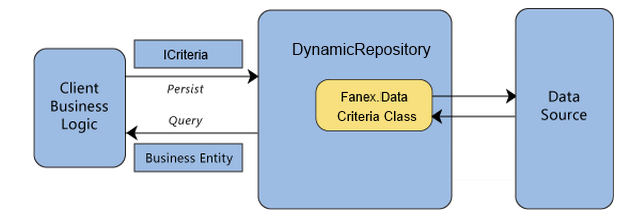 Client
Business
Logic
ICriteria
Persist
Query
Business Entity
DynamicRepository
Fanex.Data
Criteria Class
Data
Source